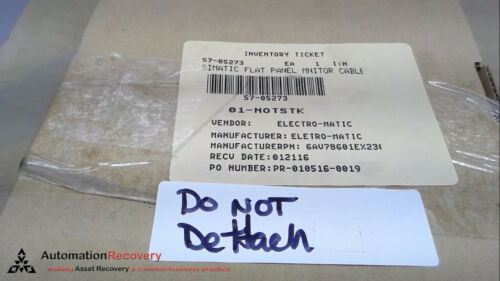 INVENTORY TICKET
57-05273 EA 1 1:N
SIMATIC FLAT PANEL MNITOR CABLE
57-05273
01-NOTSTK
VENDOR: ELECTRO-MATIC
MANUFACTURER: ELETRO-MATIC
MANUFACTURERPN: 6AV78601EX23
RECV DATE:012116
PO NUMBER:PR-010516-0019
DO NOT
Dettach
AutomationRecovery
making Asset Recovery a common business practice